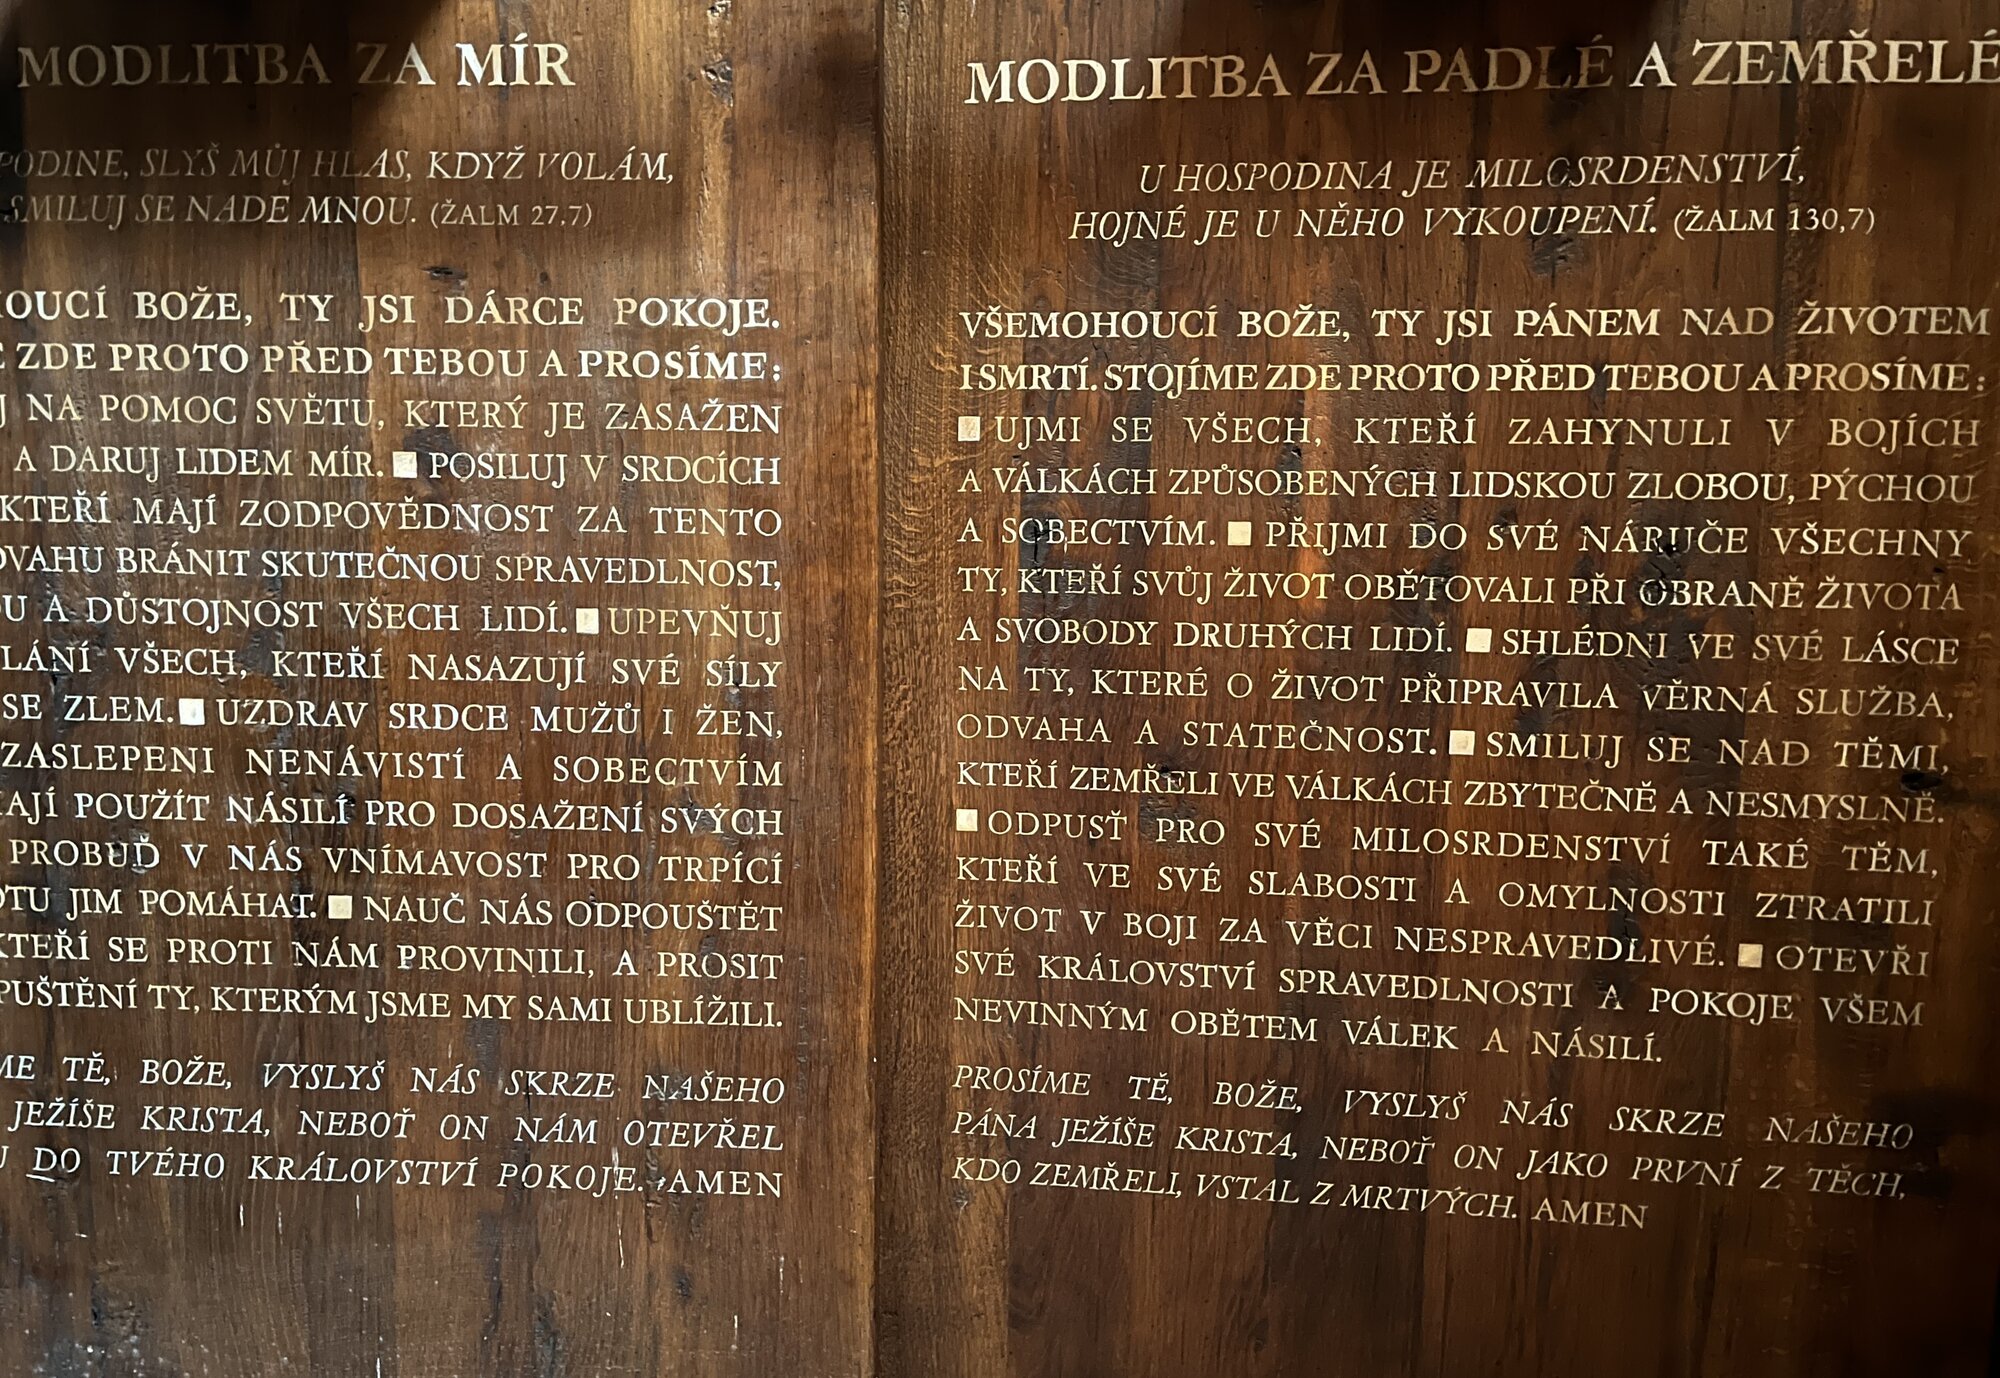 MODLITBA ZA MÍR
SLYŠ MŮJ HLAS, KDYŽ VOLÁM,
SMILUJ SE NADE MNOU. (ŽALM 27,7)
BOŽE, TY JSI DÁRCE POKOJE.
ZDE PROTO PŘED TEBOU A PROSÍME:
NA POMOC SVĚTU, KTERÝ JE ZASAŽEN
A DARUJ LIDEM MÍR. ■ POSILUJ V SRDCÍCH
KTEŘÍ MAJÍ ZODPOVĚDNOST ZA TENTO
BRÁNIT SKUTEČNOU SPRAVEDLNOST,
A DŮSTOJNOST VŠECH LIDÍ. ■ UPEVŇUJ
VŠECH, KTEŘÍ NASAZUJÍ SVÉ SÍLY
SE ZLEM. ■ UZDRAV SRDCE MUŽŮ I ŽEN,
ZASLEPENI NENÁVISTÍ A SOBECTVÍM
POUŽÍT NÁSILÍ PRO DOSAŽENÍ SVÝCH
PROBUĎ V NÁS VNÍMAVOST PRO TRPÍCÍ
JIM POMÁHAT. ■ NAUČ NÁS ODPOUŠTĚT
KTEŘÍ SE PROTI NÁM PROVINILI, A PROSIT
TY, KTERÝM JSME MY SAMI UBLÍŽILI.
TĚ, BOŽE, VYSLYŠ NÁS SKRZE NAŠEHO
JEŽÍŠE KRISTA, NEBOŤ ON NÁM OTEVŘEL
DO TVÉHO KRÁLOVSTVÍ POKOJE. AMEN
MODLITBA ZA PADLÉ A ZEMŘELÉ
U HOSPODINA JE MILOSRDENSTVÍ,
HOJNÉ JE U NĚHO VYKOUPENÍ. (ŽALM 130,7)
VŠEMOHOUCÍ BOŽE, TY JSI PÁNEM NAD ŽIVOTEM
I SMRTÍ. STOJÍME ZDE PROTO PŘED TEBOU A PROSÍME:
■ UJMI SE VŠECH, KTEŘÍ ZAHYNULI V BOJÍCH
A VÁLKÁCH ZPŮSOBENÝCH LIDSKOU ZLOBOU, PÝCHOU
A SOBECTVÍM. ■ PŘIJMI DO SVÉ NÁRUČE VŠECHNY
TY, KTEŘÍ SVŮJ ŽIVOT OBĚTOVALI PŘI OBRANĚ ŽIVOTA
A SVOBODY DRUHÝCH LIDÍ. ■ SHLÉDNI VE SVÉ LÁSCE
NA TY, KTERÉ O ŽIVOT PŘIPRAVILA VĚRNÁ SLUŽBA,
ODVAHA A STATEČNOST. ■ SMILUJ SE NAD TĚMI,
KTEŘÍ ZEMŘELI VE VÁLKÁCH ZBYTEČNĚ A NESMYSLNĚ.
■ ODPUSŤ PRO SVÉ MILOSRDENSTVÍ TAKÉ TĚM,
KTEŘÍ VE SVÉ SLABOSTI A OMYLNOSTI ZTRATILI
ŽIVOT V BOJI ZA VĚCI NESPRAVEDLIVÉ. ■ OTEVŘI
SVÉ KRÁLOVSTVÍ SPRAVEDLNOSTI A POKOJE VŠEM
NEVINNÝM OBĚTEM VÁLEK A NÁSILÍ.
PROSÍME TĚ, BOŽE, VYSLYŠ NÁS SKRZE NAŠEHO
PÁNA JEŽÍŠE KRISTA, NEBOŤ ON JAKO PRVNÍ Z TĚCH,
KDO ZEMŘELI, VSTAL Z MRTVÝCH. AMEN